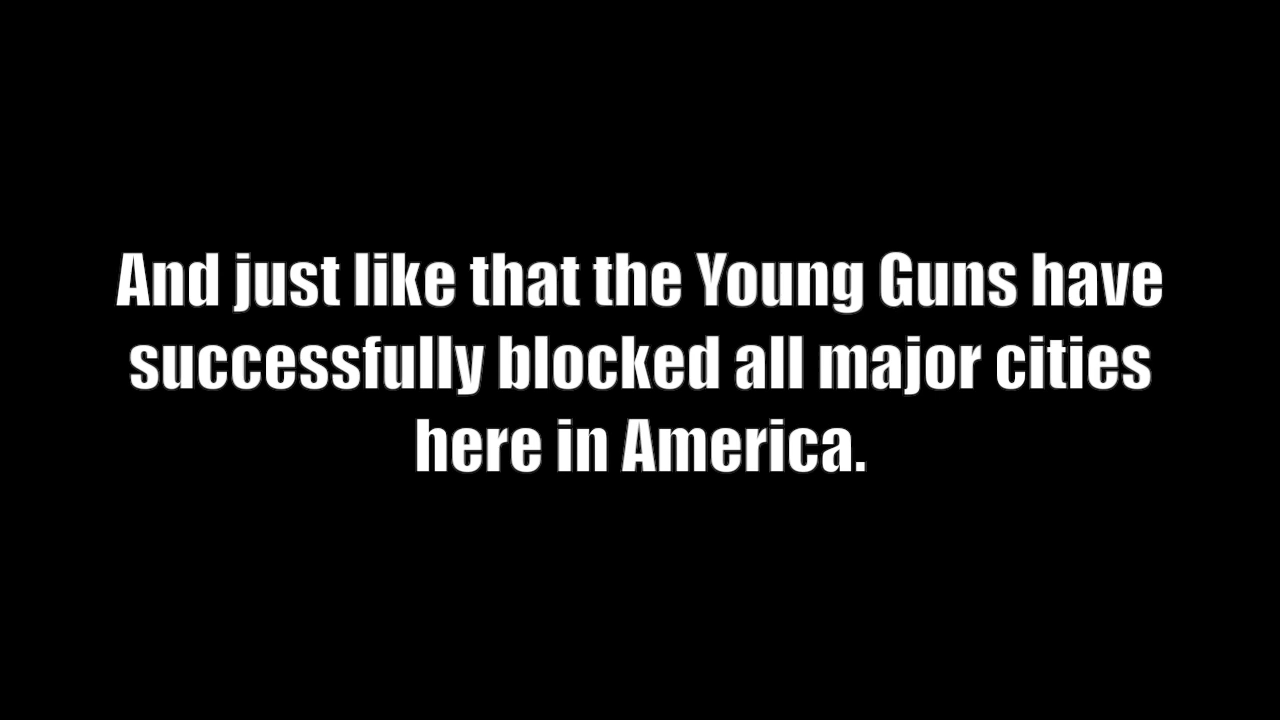 And just like that the Young Guns have
successfully blocked all major cities
here in America.